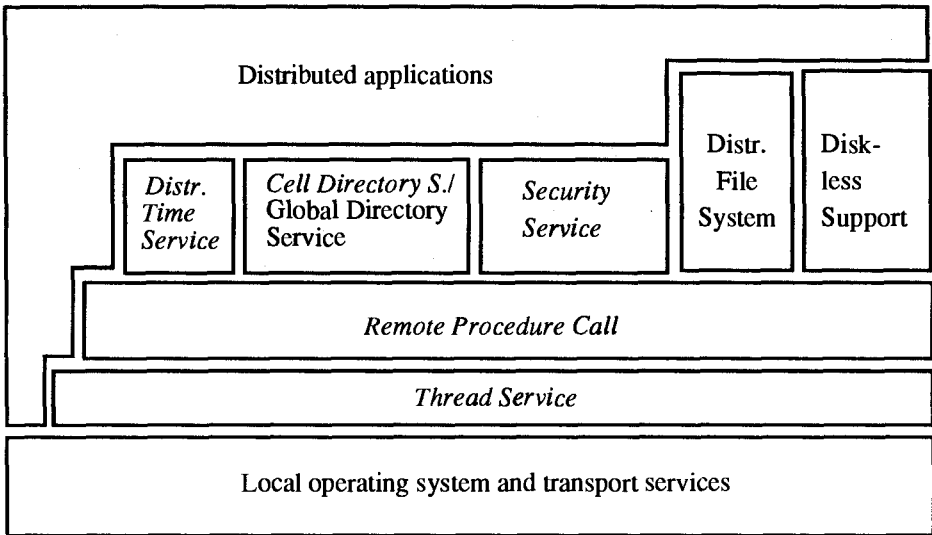 Distributed applications
Distr.
File
System
Disk-
less
Support
Distr.
Time
Service
Cell Directory S./
Global Directory
Service
Security
Service
Remote Procedure Call
Thread Service
Local operating system and transport services